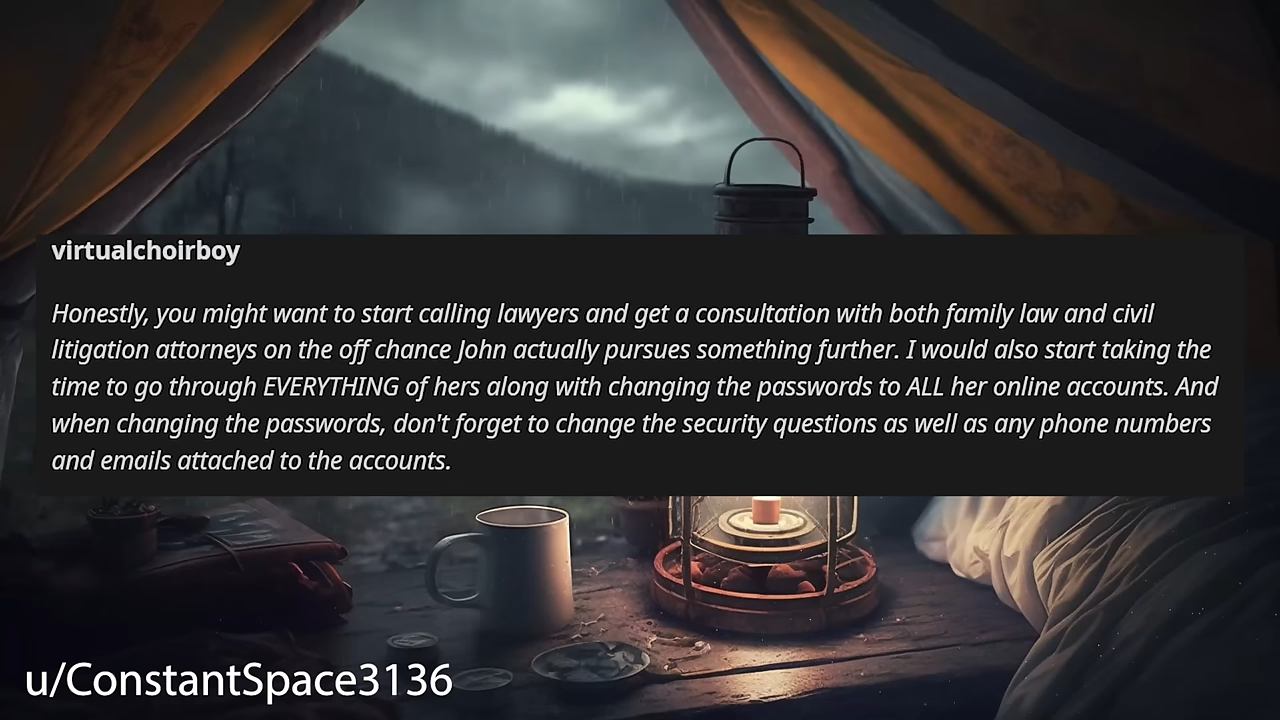 virtualchoirboy
Honestly, you might want to start calling lawyers and get a consultation with both family law and civil
litigation attorneys on the off chance John actually pursues something further. I would also start taking the
time to go through EVERYTHING of hers along with changing the passwords to ALL her online accounts. And
when changing the passwords, don't forget to change the security questions as well as any phone numbers
and emails attached to the accounts.
u/ConstantSpace3136